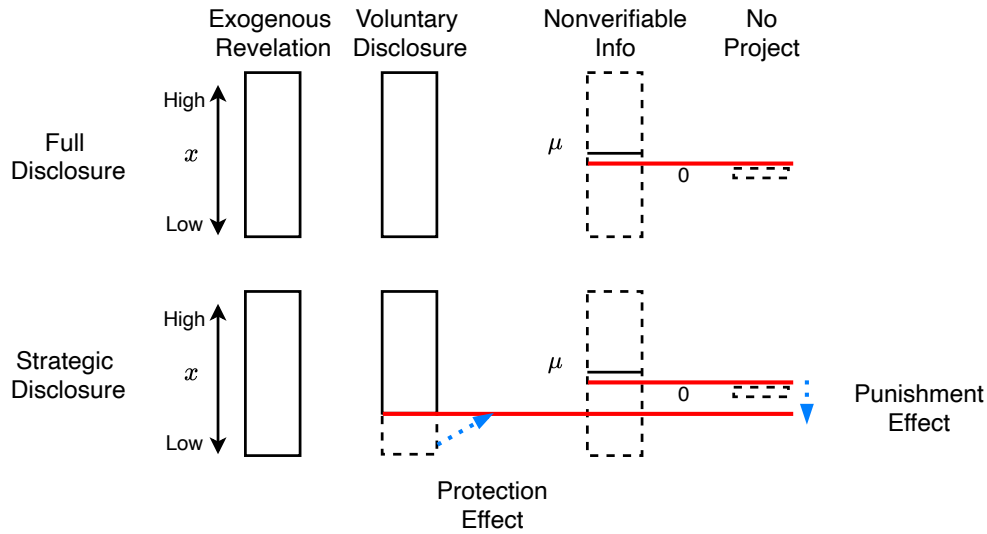 Exogenous
Revelation
Voluntary
Disclosure
Nonverifiable
Info
No
Project
Full
Disclosure
High
x
Low
μ
0
Strategic
Disclosure
High
x
Low
μ
0
Punishment
Effect
Protection
Effect